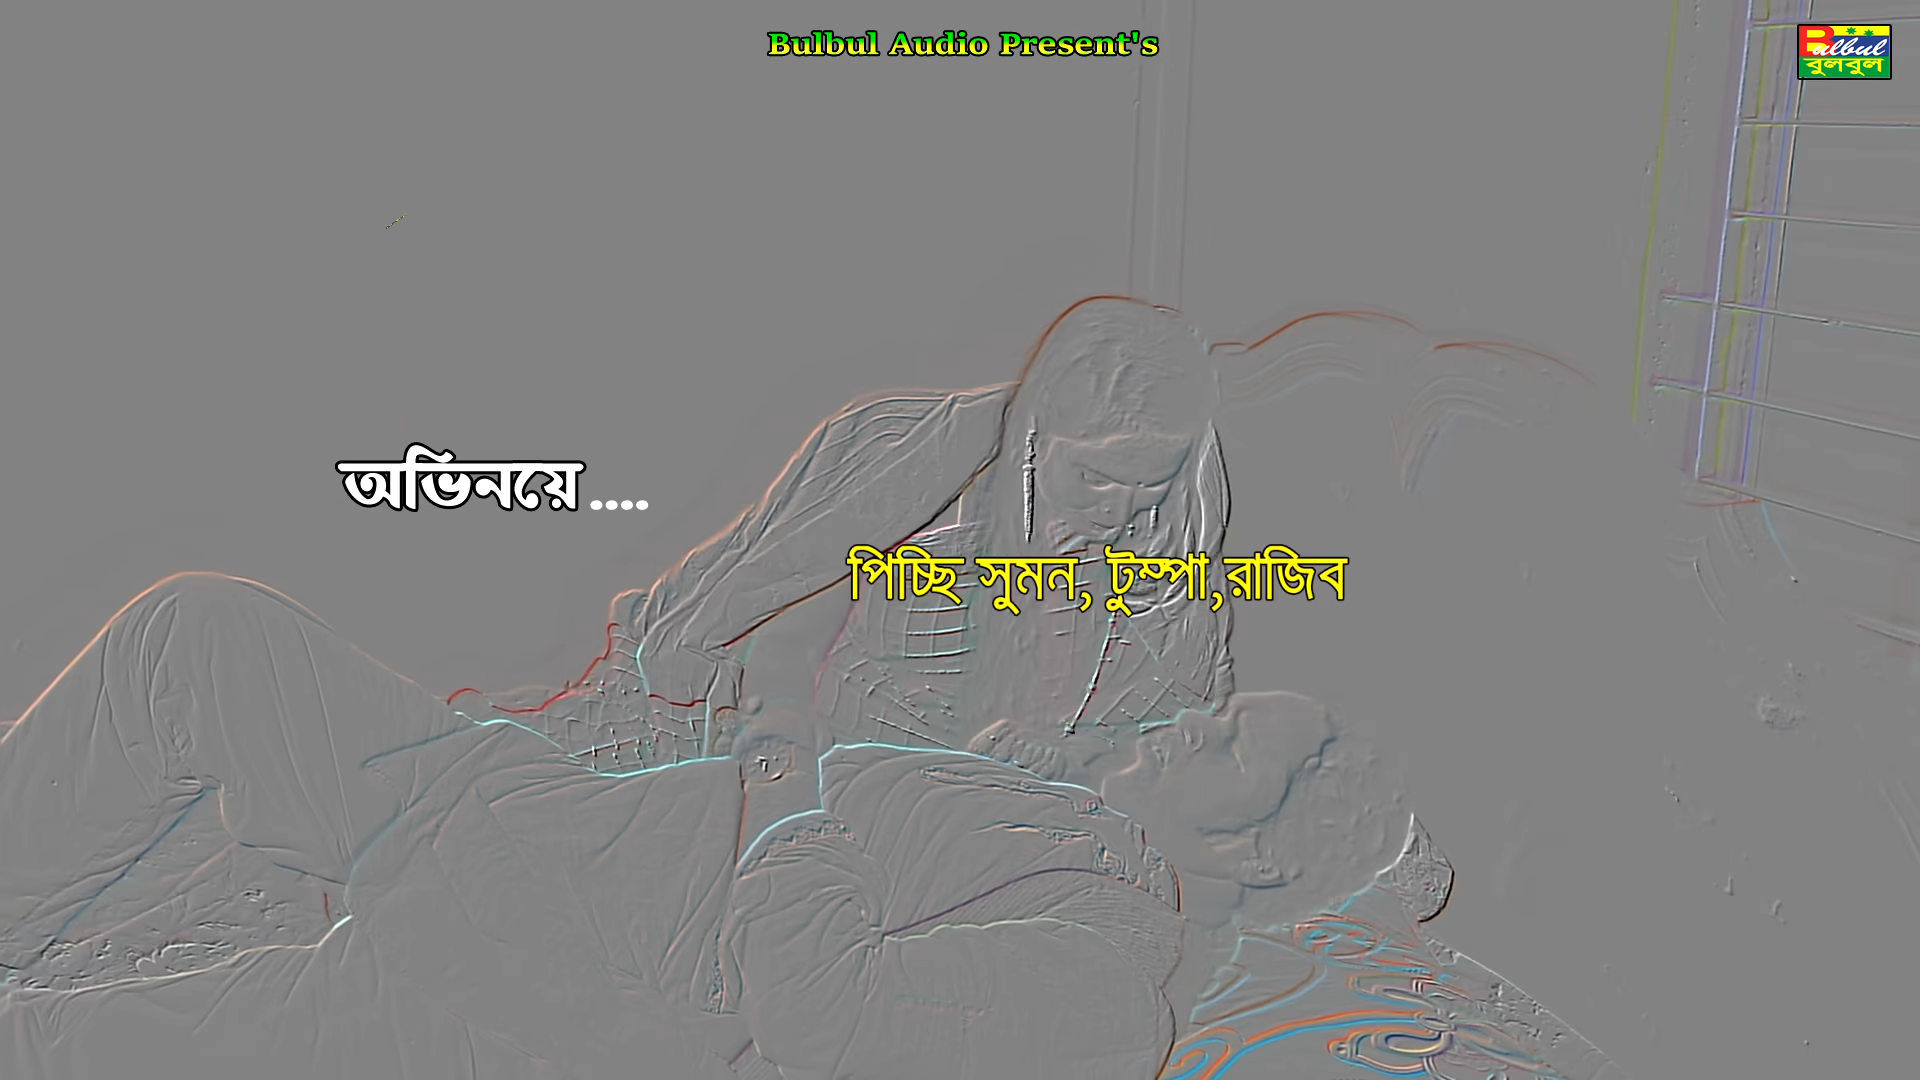 Bulbul Audio Present's
Bulbul
বুলবুল
অভিনয়ে ....
পিচ্ছি সুমন, টুম্পা,রাজিব